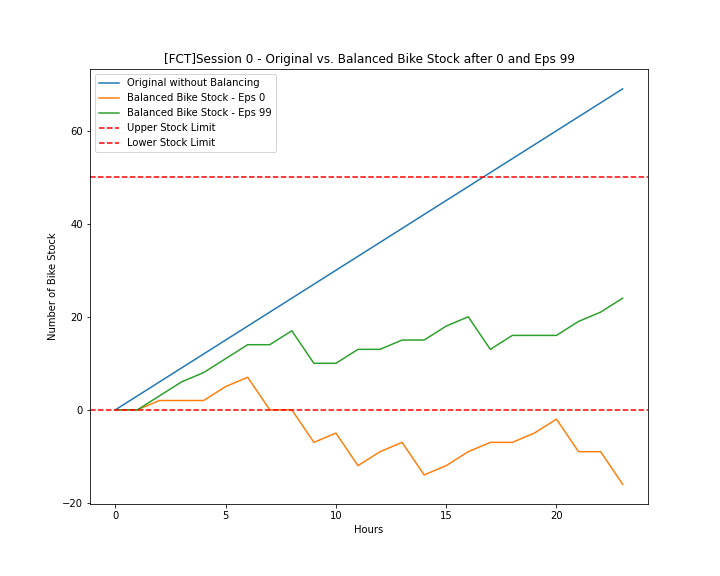 [FCT]Session 0 - Original vs. Balanced Bike Stock after 0 and Eps 99
Original without Balancing
Balanced Bike Stock - Eps 0
Balanced Bike Stock - Eps 99
Upper Stock Limit
Lower Stock Limit
Number of Bike Stock
60
40
20
0
−20
0 5 10 15 20
Hours